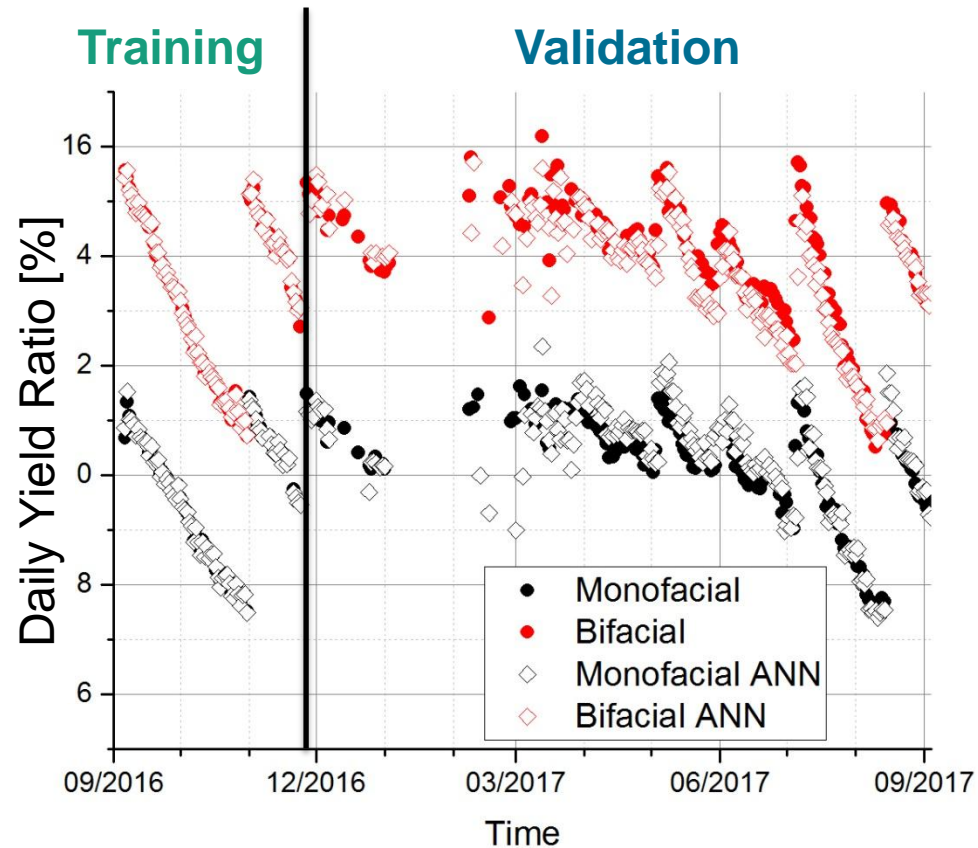 Training Validation
Daily Yield Ratio [%]
16
4
2
0
8
6
Monofacial
Bifacial
Monofacial ANN
Bifacial ANN
09/2016 12/2016 03/2017 06/2017 09/2017
Time